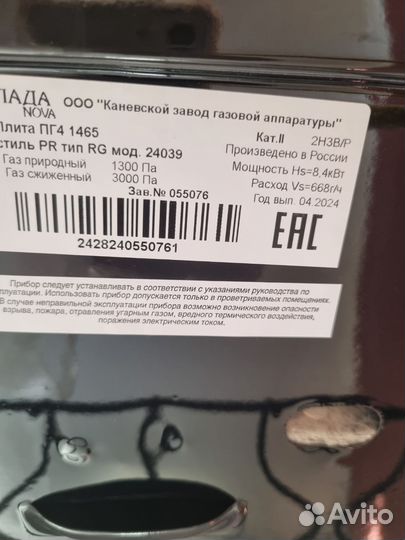 ЛАДА ООО "Каневской завод газовой аппаратуры"
NOVA
Плита ПГ4 1465 Кат.II 2H3B/P
стиль PR тип RG мод. 24039 Произведено в России
Газ природный 1300 Па Мощность Hs=8,4кВт
Газ сжиженный 3000 Па Расход Vs=668г/ч
Зав.№ 055076 Год вып. 04.2024
2428240550761
EAC
Прибор следует устанавливать в соответствии с указаниями руководства по
плуатации. Использовать прибор допускается только в проветриваемых помещениях.
В случае неправильной эксплуатации прибора возможно возникновение опасности
взрыва, пожара, отравления угарным газом, вредного термического воздействия,
поражения электрическим током.
Avito